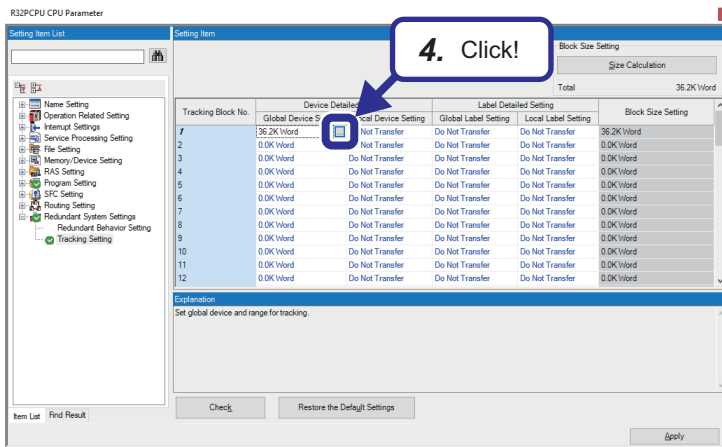 R32PCPU CPU Parameter
Setting Item List
Setting Item
4. Click!
Block Size Setting
Size Calculation
Total 36.2K Word
Name Setting
Operation Related Setting
Interrupt Settings
Service Processing Setting
File Setting
Memory/Device Setting
RAS Setting
Program Setting
SFC Setting
Routing Setting
Redundant System Settings
Redundant Behavior Setting
Tracking Setting
Item List Find Result
Tracking Block No. Device Detailed Label Detailed Setting Block Size Setting
Global Device S cal Device Setting Global Label Setting Local Label Setting
1 36.2K Word Not Transfer Do Not Transfer Do Not Transfer 36.2K Word
2 0.0K Word Not Transfer Do Not Transfer Do Not Transfer 0.0K Word
3 0.0K Word Do Not Transfer Do Not Transfer Do Not Transfer 0.0K Word
4 0.0K Word Do Not Transfer Do Not Transfer Do Not Transfer 0.0K Word
5 0.0K Word Do Not Transfer Do Not Transfer Do Not Transfer 0.0K Word
6 0.0K Word Do Not Transfer Do Not Transfer Do Not Transfer 0.0K Word
7 0.0K Word Do Not Transfer Do Not Transfer Do Not Transfer 0.0K Word
8 0.0K Word Do Not Transfer Do Not Transfer Do Not Transfer 0.0K Word
9 0.0K Word Do Not Transfer Do Not Transfer Do Not Transfer 0.0K Word
10 0.0K Word Do Not Transfer Do Not Transfer Do Not Transfer 0.0K Word
11 0.0K Word Do Not Transfer Do Not Transfer Do Not Transfer 0.0K Word
12 0.0K Word Do Not Transfer Do Not Transfer Do Not Transfer 0.0K Word
Explanation
Set global device and range for tracking.
Check Restore the Default Settings
Apply